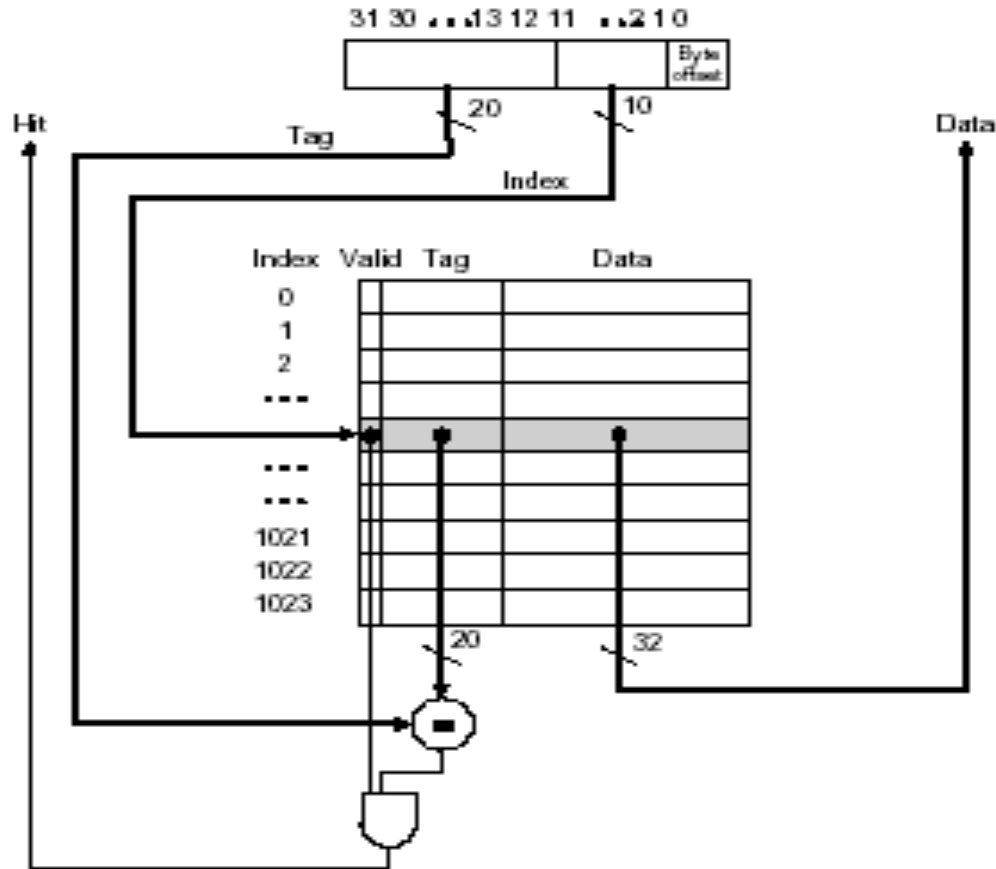 31 30 ...13 12 11 ...2 1 0
Byte
offset
20
10
Hit
Data
Tag
Index
Index Valid Tag Data
0
1
2
...
...
...
1021
1022
1023
20
32
=